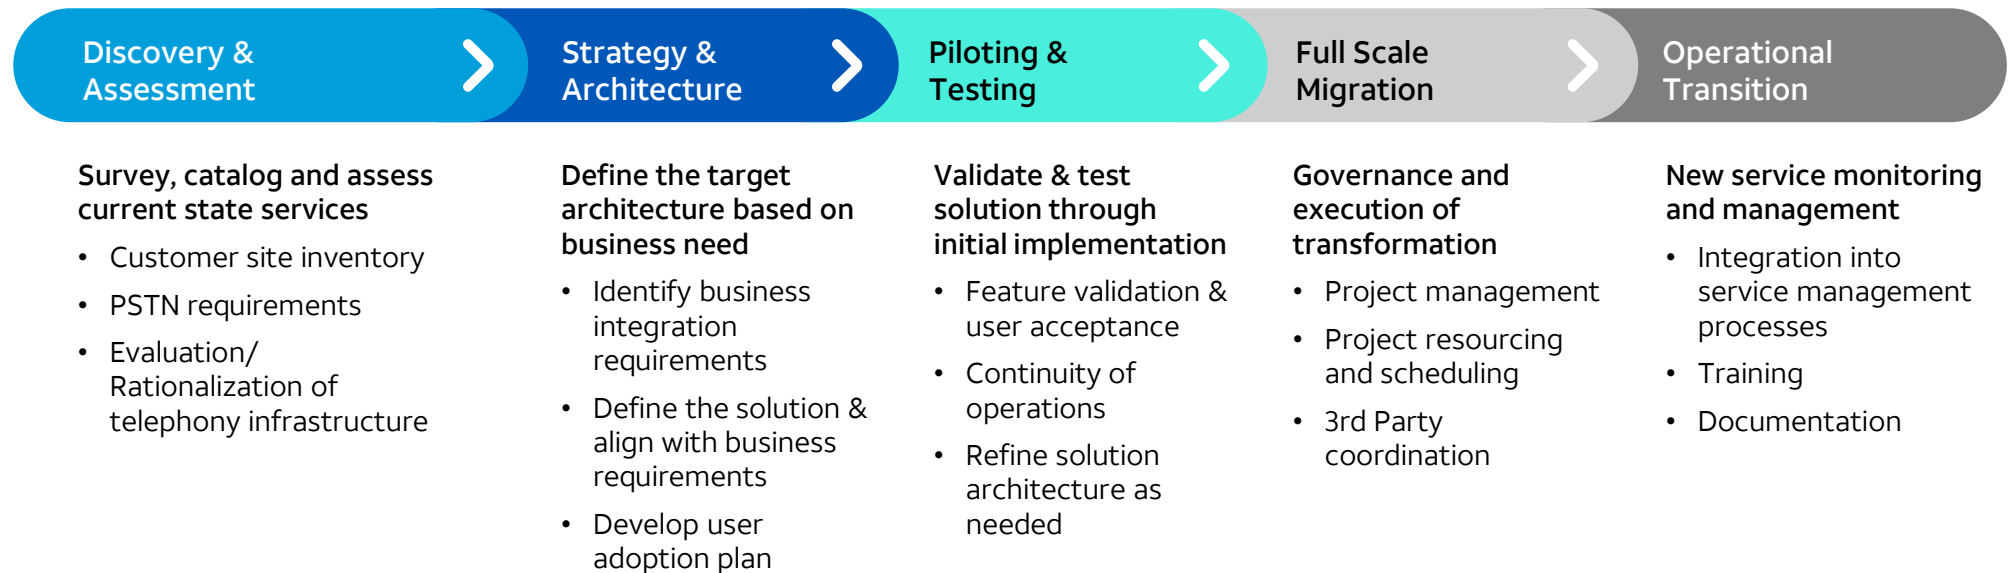 Discovery &
Assessment
Strategy &
Architecture
Piloting &
Testing
Full Scale
Migration
Operational
Transition
Survey, catalog and assess
current state services
• Customer site inventory
• PSTN requirements
• Evaluation/
Rationalization of
telephony infrastructure
Define the target
architecture based on
business need
• Identify business
integration
requirements
• Define the solution &
align with business
requirements
• Develop user
adoption plan
Validate & test
solution through
initial implementation
• Feature validation &
user acceptance
• Continuity of
operations
• Refine solution
architecture as
needed
Governance and
execution of
transformation
• Project management
• Project resourcing
and scheduling
• 3rd Party
coordination
New service monitoring
and management
• Integration into
service management
processes
• Training
• Documentation